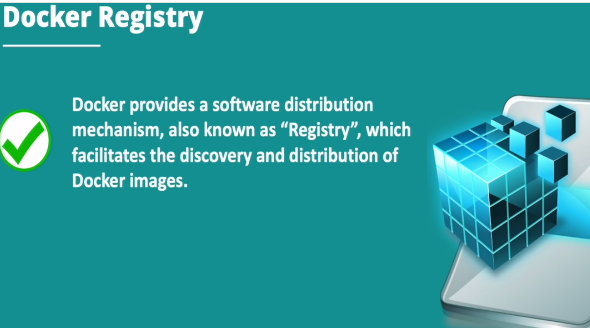 Docker Registry
Docker provides a software distribution
mechanism, also known as “Registry”, which
facilitates the discovery and distribution of
Docker images.